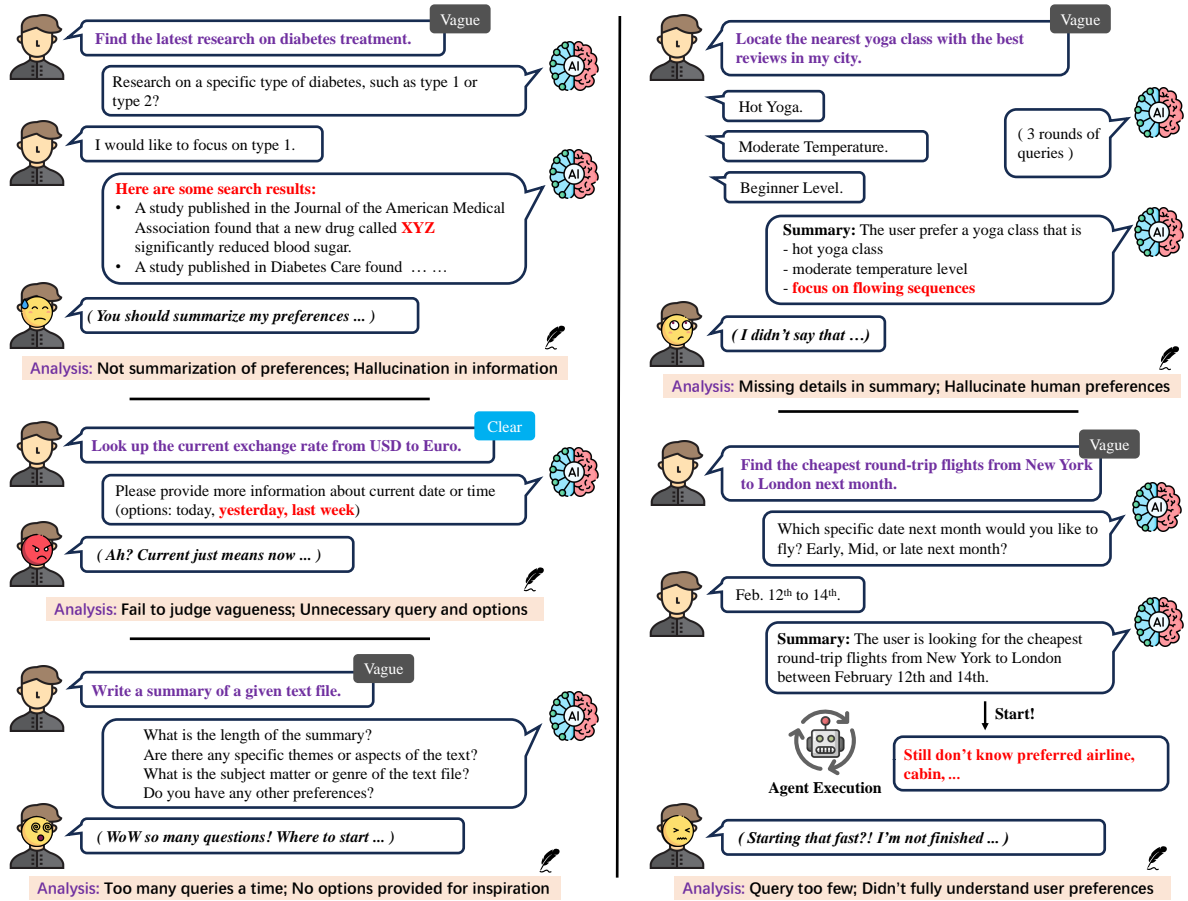 Vague
Find the latest research on diabetes treatment.
AI
Research on a specific type of diabetes, such as type 1 or
type 2?
I would like to focus on type 1.
AI
Here are some search results:
• A study published in the Journal of the American Medical
Association found that a new drug called XYZ
significantly reduced blood sugar.
• A study published in Diabetes Care found … …
( You should summarize my preferences ... )
Analysis: Not summarization of preferences; Hallucination in information
Clear
Look up the current exchange rate from USD to Euro.
AI
Please provide more information about current date or time
(options: today, yesterday, last week)
( Ah? Current just means now ... )
Analysis: Fail to judge vagueness; Unnecessary query and options
Vague
Write a summary of a given text file.
AI
What is the length of the summary?
Are there any specific themes or aspects of the text?
What is the subject matter or genre of the text file?
Do you have any other preferences?
( WoW so many questions! Where to start ... )
Analysis: Too many queries a time; No options provided for inspiration
Vague
Locate the nearest yoga class with the best
reviews in my city.
Hot Yoga.
AI
( 3 rounds of
queries )
Moderate Temperature.
Beginner Level.
AI
Summary: The user prefer a yoga class that is
- hot yoga class
- moderate temperature level
- focus on flowing sequences
( I didn’t say that …)
Analysis: Missing details in summary; Hallucinate human preferences
Vague
Find the cheapest round-trip flights from New York
to London next month.
AI
Which specific date next month would you like to
fly? Early, Mid, or late next month?
Feb. 12th to 14th.
AI
Summary: The user is looking for the cheapest
round-trip flights from New York to London
between February 12th and 14th.
Start!
Still don’t know preferred airline,
cabin, ...
Agent Execution
( Starting that fast?! I’m not finished ... )
Analysis: Query too few; Didn’t fully understand user preferences